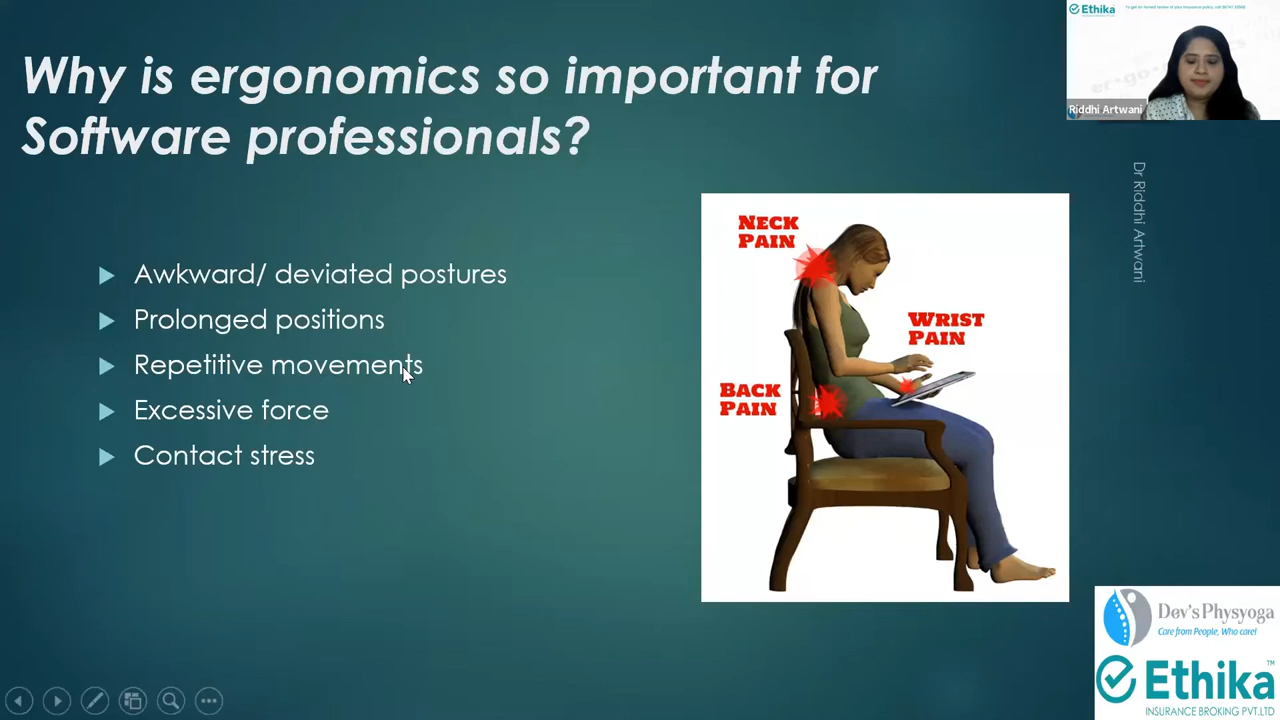 Why is ergonomics so important for
Software professionals?
Awkward/ deviated postures
Prolonged positions
Repetitive movements
Excessive force
Contact stress
NECK
PAIN
WRIST
PAIN
BACK
PAIN
Ethika
Riddhi Artwani
Dr Riddhi Artwani
Dev's Physyoga
Care from People, Who care!
Ethika™
INSURANCE BROKING PVT.LTD